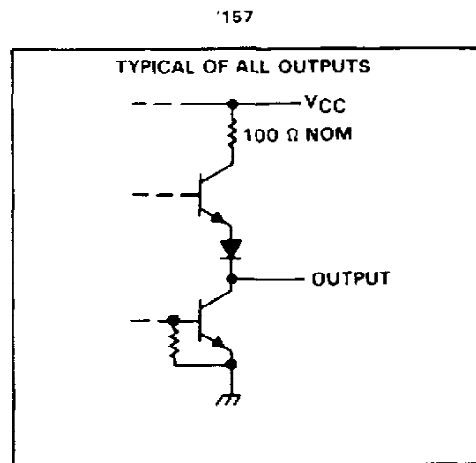 '157
TYPICAL OF ALL OUTPUTS
VCC
100 Ω NOM
OUTPUT